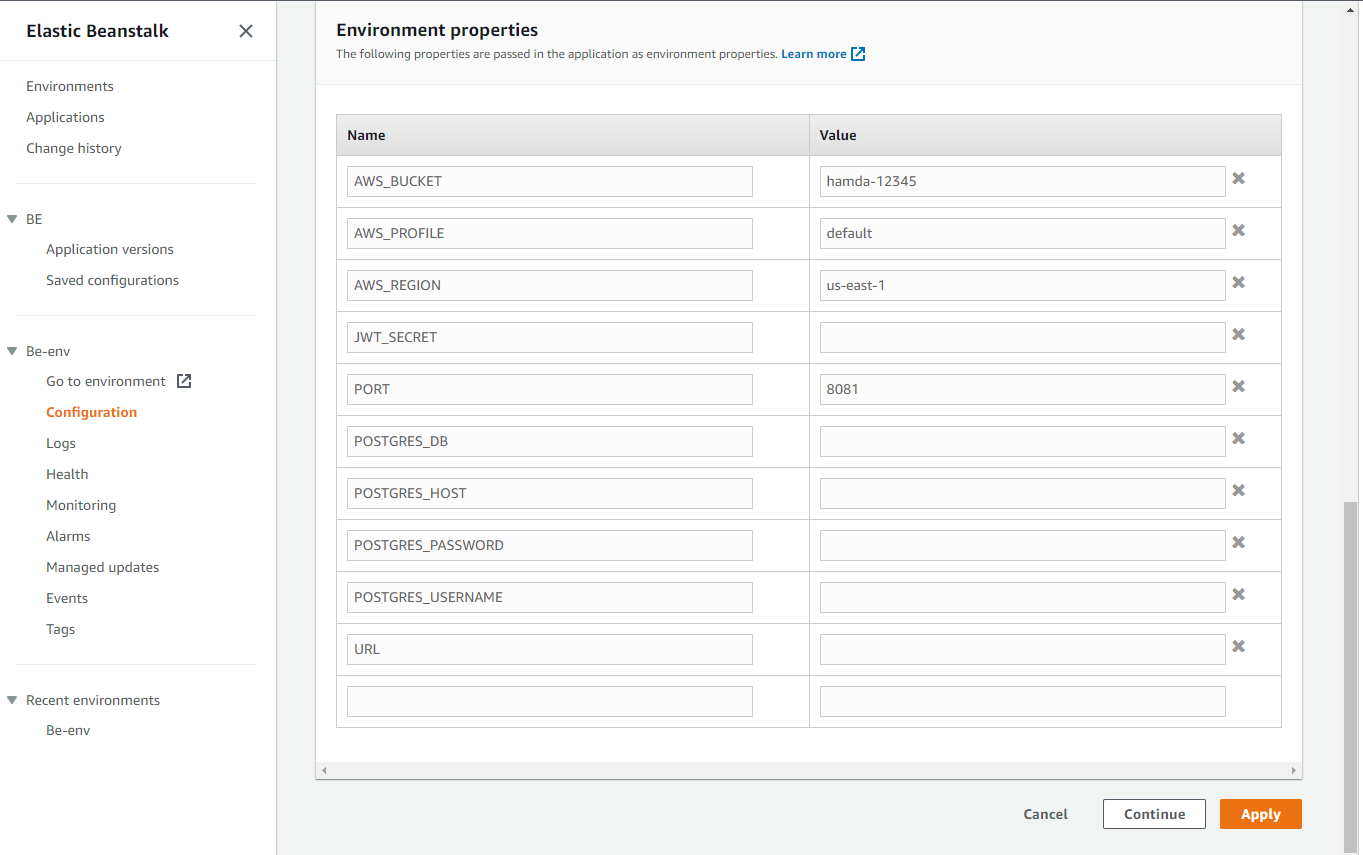 Elastic Beanstalk
Environments
Applications
Change history
BE
Application versions
Saved configurations
Be-env
Go to environment
Configuration
Logs
Health
Monitoring
Alarms
Managed updates
Events
Tags
Recent environments
Be-env
Environment properties
The following properties are passed in the application as environment properties. Learn more
Name Value
AWS_BUCKET hamda-12345
AWS_PROFILE default
AWS_REGION us-east-1
JWT_SECRET
PORT 8081
POSTGRES_DB
POSTGRES_HOST
POSTGRES_PASSWORD
POSTGRES_USERNAME
URL
Cancel Continue Apply